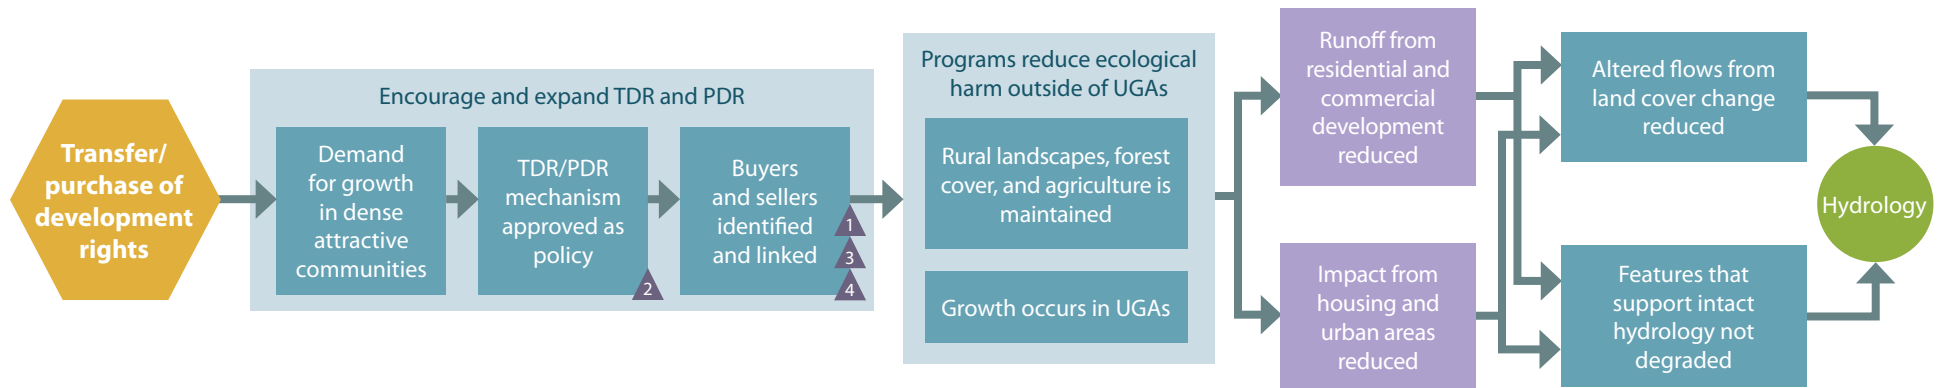 Transfer/
purchase of
development
rights
Encourage and expand TDR and PDR
Demand
for growth
in dense
attractive
communities
TDR/PDR
mechanism
approved as
policy
2
Buyers
and sellers
identified
and linked
1
3
4
Programs reduce ecological
harm outside of UGAs
Rural landscapes, forest
cover, and agriculture is
maintained
Growth occurs in UGAs
Runoff from
residential and
commercial
development
reduced
Impact from
housing and
urban areas
reduced
Altered flows from
land cover change
reduced
Features that
support intact
hydrology not
degraded
Hydrology